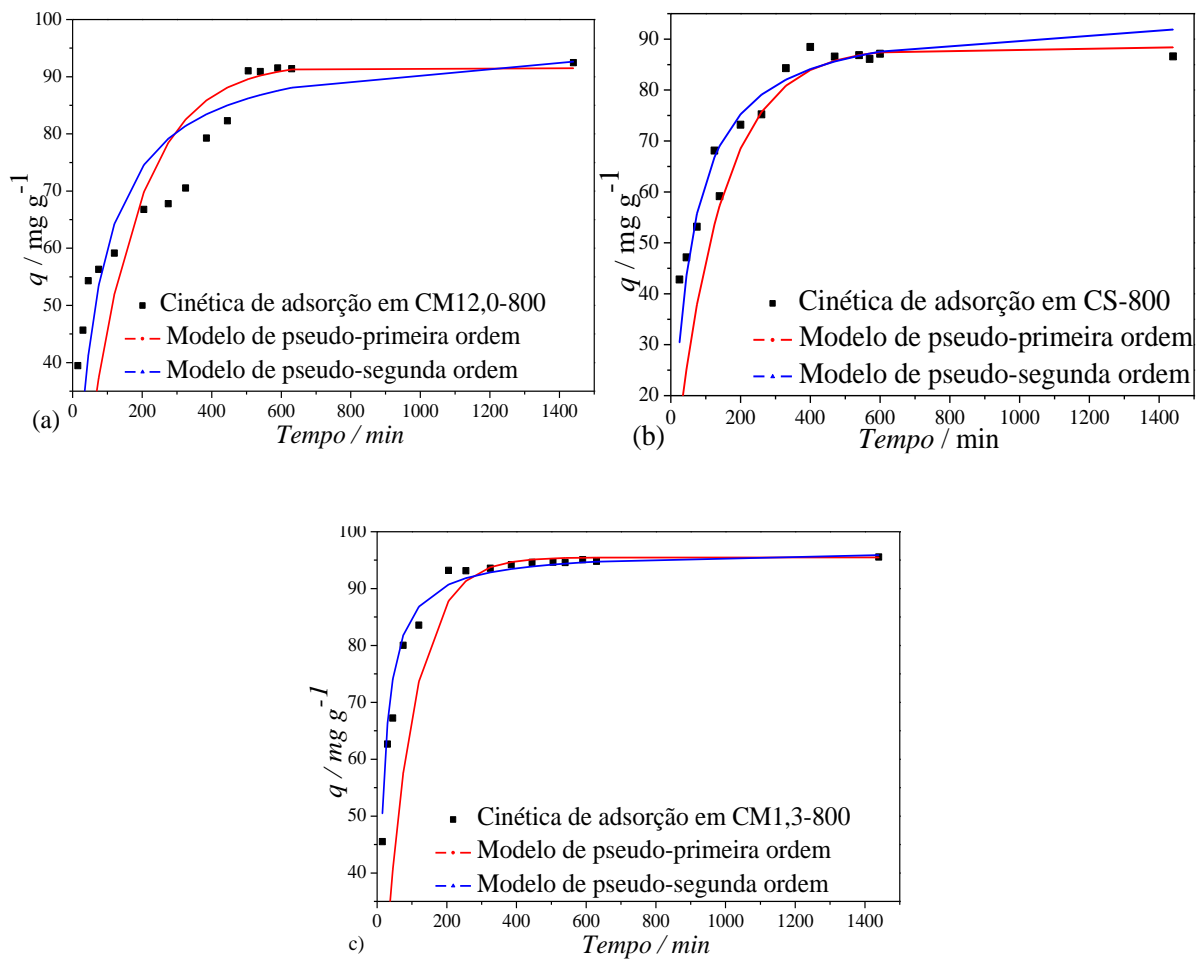 100
90
80
70
60
50
40
q / mg g-1
Cinética de adsorção em CM12,0-800
Modelo de pseudo-primeira ordem
Modelo de pseudo-segunda ordem
0 200 400 600 800 1000 1200 1400
Tempo / min
(a)
90
80
70
60
50
40
30
20
q / mg g-1
Cinética de adsorção em CS-800
Modelo de pseudo-primeira ordem
Modelo de pseudo-segunda ordem
0 200 400 600 800 1000 1200 1400
Tempo / min
(b)
100
90
80
70
60
50
40
q / mg g-1
Cinética de adsorção em CM1,3-800
Modelo de pseudo-primeira ordem
Modelo de pseudo-segunda ordem
0 200 400 600 800 1000 1200 1400
Tempo / min
c)